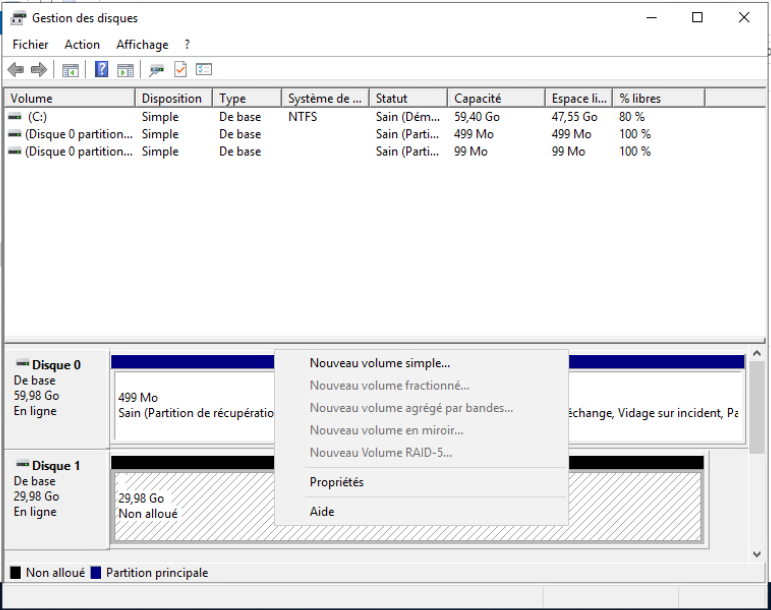 Gestion des disques
Fichier Action Affichage ?
Volume Disposition Type Système de ... Statut Capacité Espace li... % libres
(C:) Simple De base NTFS Sain (Dém... 59,40 Go 47,55 Go 80 %
(Disque 0 partition... Simple De base Sain (Parti... 499 Mo 499 Mo 100 %
(Disque 0 partition... Simple De base Sain (Parti... 99 Mo 99 Mo 100 %
Disque 0
De base
59,98 Go
En ligne
499 Mo
Sain (Partition de récupératio
échange, Vidage sur incident, Pa
Nouveau volume simple...
Nouveau volume fractionné...
Nouveau volume agrégé par bandes...
Nouveau volume en miroir...
Nouveau Volume RAID-5...
Propriétés
Aide
Disque 1
De base
29,98 Go
En ligne
29,98 Go
Non alloué
Non alloué Partition principale